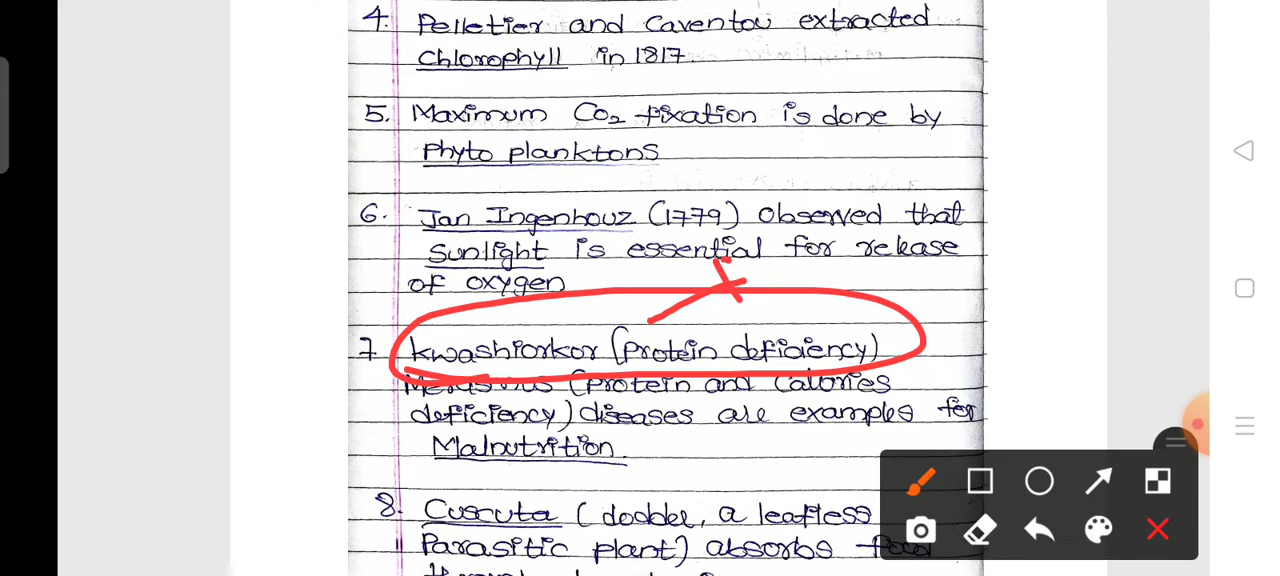 4. Pelletier and Caventou extracted
Chlorophyll in 1817
5. Maximum CO2 fixation is done by
Phyto planktons
6. Jan Ingenhouz (1779) observed that
Sunlight is essential for release
of oxygen
7 kwashiorkor (protein deficiency)
(protein and Calories
deficiency) diseases are examples for
Malnutrition.
8. Cuscuta ( dodder, a leafless
Parasitic plant) absorbs